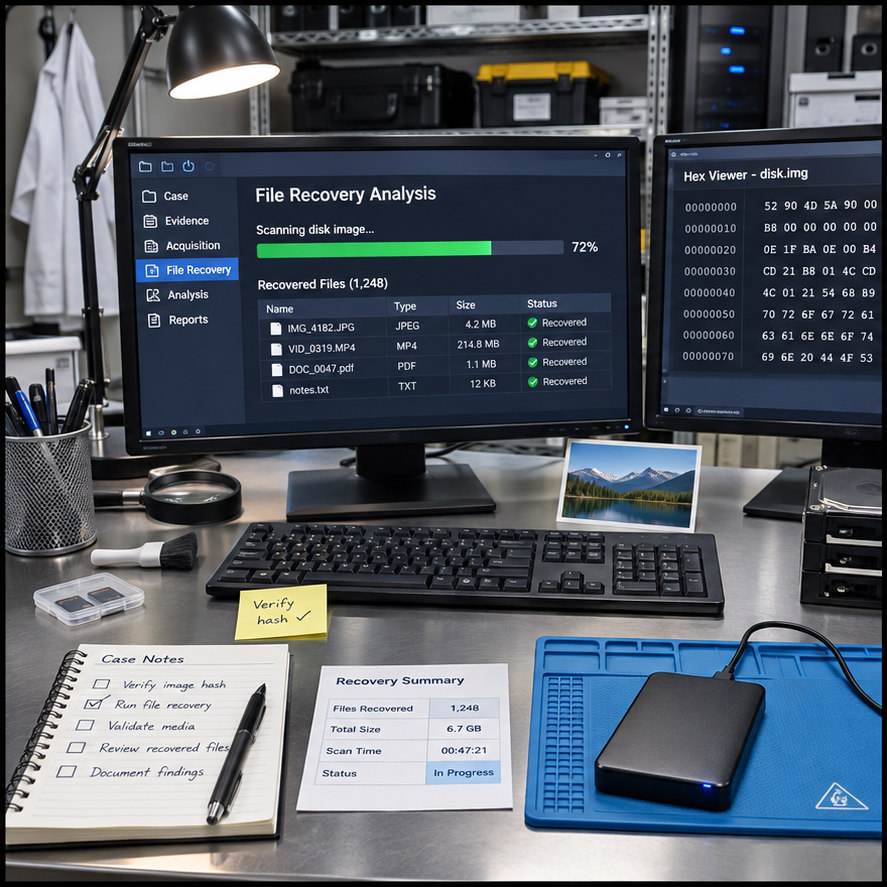 Case
Evidence
Acquisition
File Recovery
Analysis
Reports
File Recovery Analysis
Scanning disk image...
72%
Recovered Files (1,248)
Name Type Size Status
IMG_4182.JPG JPEG 4.2 MB Recovered
VID_0319.MP4 MP4 214.8 MB Recovered
DOC_0047.pdf PDF 1.1 MB Recovered
notes.txt TXT 12 KB Recovered
Hex Viewer - disk.img
00000000 52 90 4D 5A 90 00
00000010 B8 00 00 00 00 00
00000020 0E 1F BA 0E 00 B4
00000030 CD 21 B8 01 4C CD
00000040 4C 01 21 54 68 89
00000050 70 72 6F 67 72 61
00000060 63 61 6E 6E 6F 74
00000070 69 6E 20 44 4F 53
Verify
hash ✓
Case Notes
Verify image hash
Run file recovery
Validate media
Review recovered files
Document findings
Recovery Summary
Files Recovered 1,248
Total Size 6.7 GB
Scan Time 00:47:21
Status In Progress